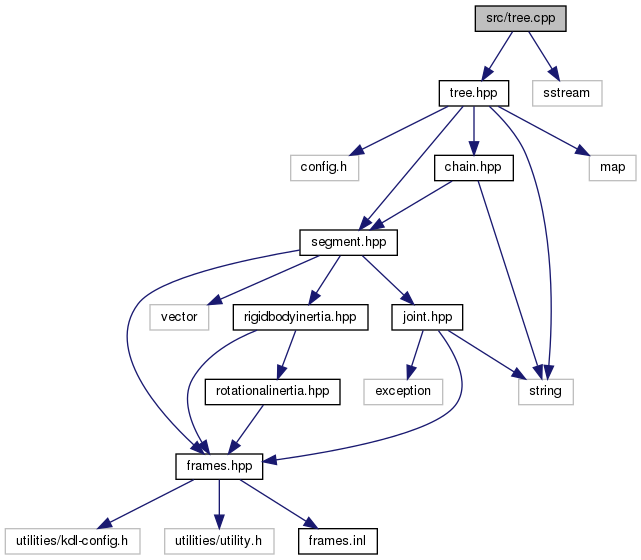 src/tree.cpp
tree.hpp
sstream
config.h
chain.hpp
map
segment.hpp
vector
rigidbodyinertia.hpp
joint.hpp
rotationalinertia.hpp
exception
string
frames.hpp
utilities/kdl-config.h
utilities/utility.h
frames.inl